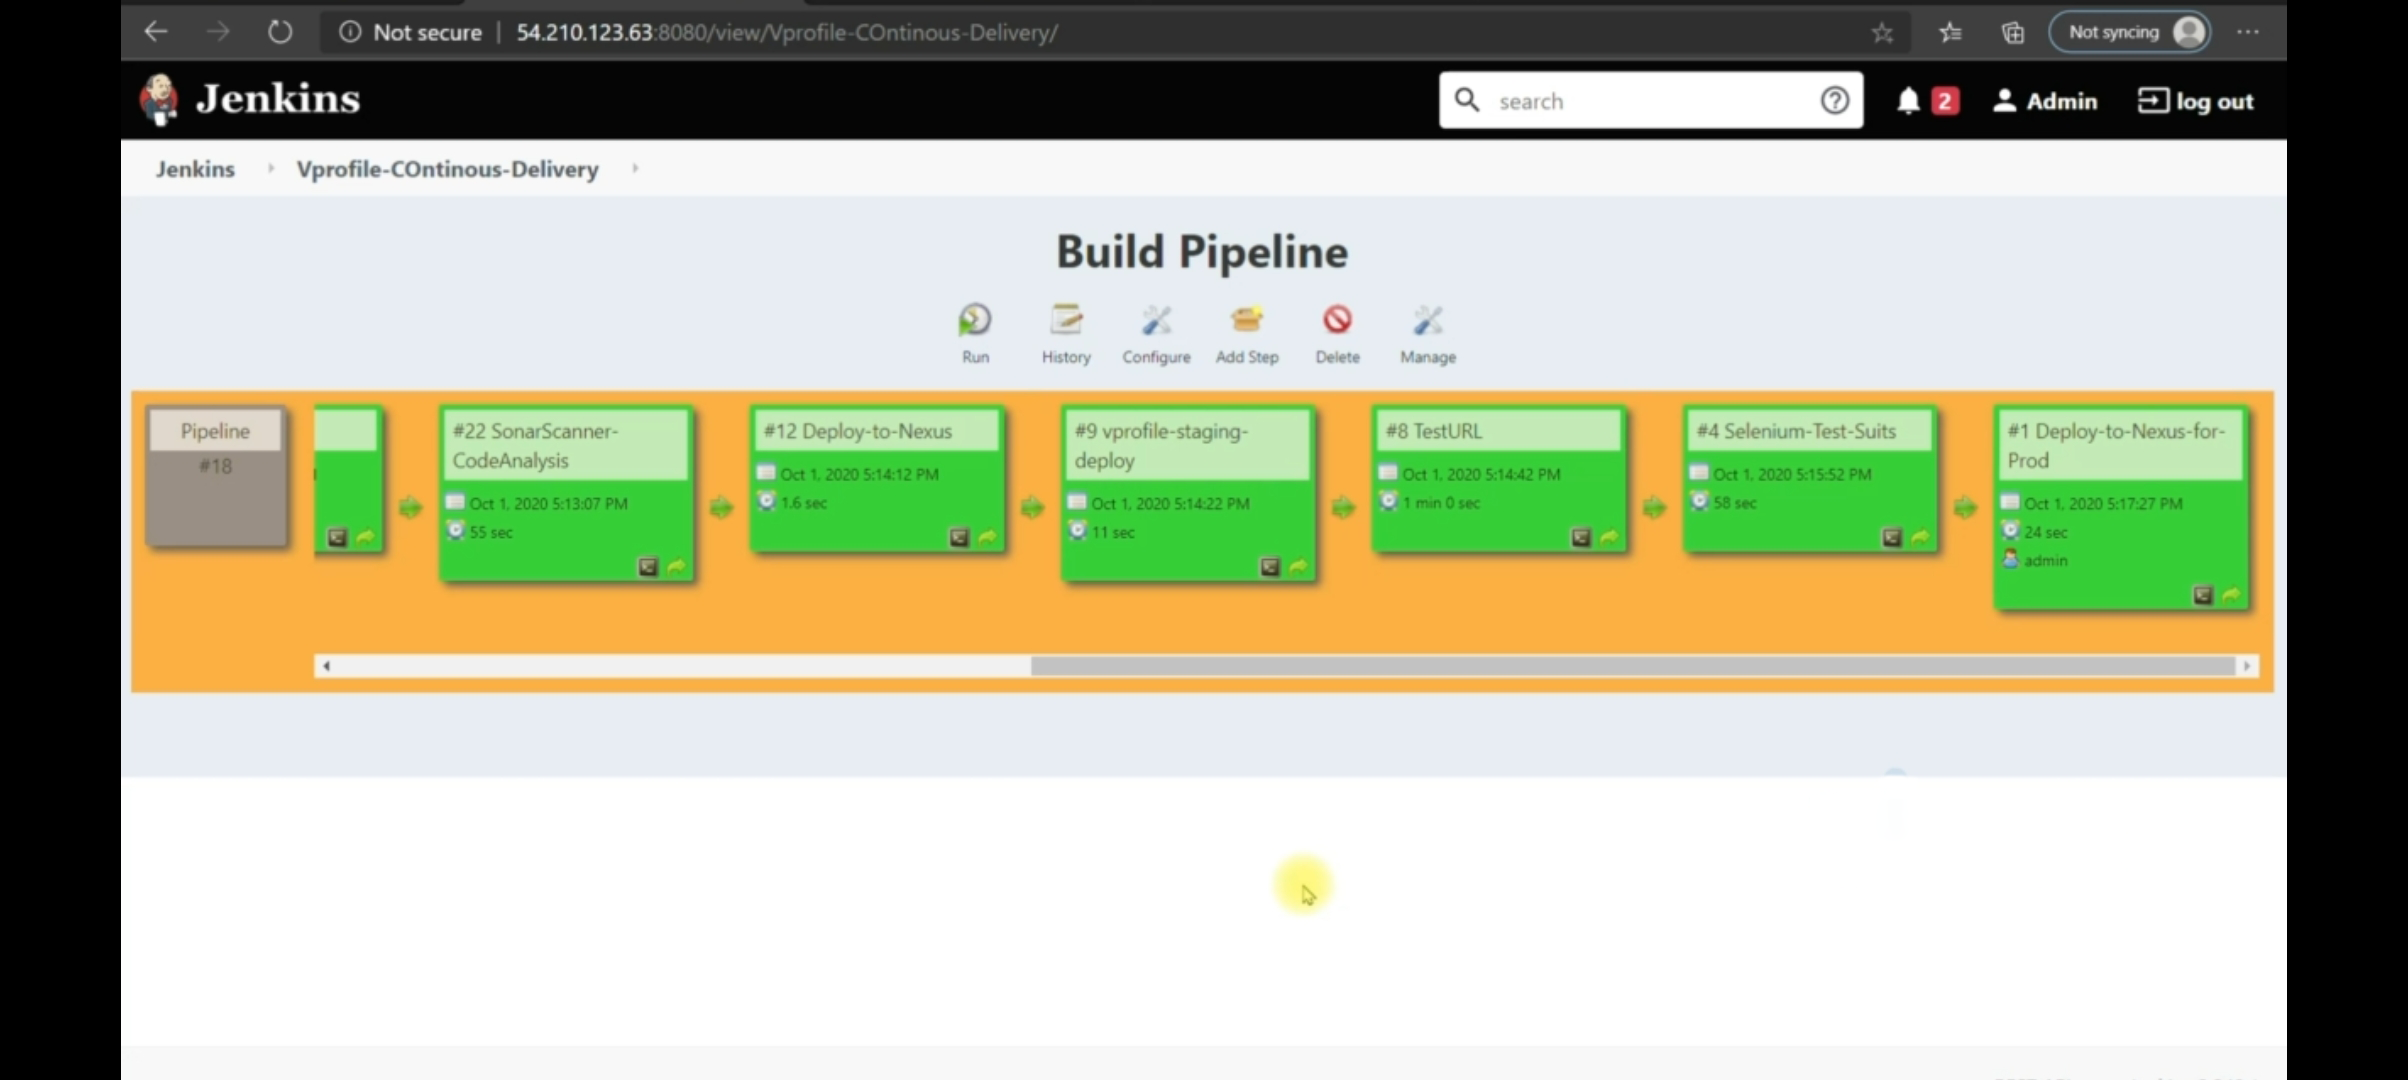 Not secure | 54.210.123.63:8080/view/Vprofile-COntinous-Delivery/
Not syncing
Jenkins
search
2
Admin
log out
Jenkins
Vprofile-COntinous-Delivery
Build Pipeline
Run
History
Configure
Add Step
Delete
Manage
Pipeline
#18
#22 SonarScanner-
CodeAnalysis
Oct 1, 2020 5:13:07 PM
55 sec
#12 Deploy-to-Nexus
Oct 1, 2020 5:14:12 PM
1.6 sec
#9 vprofile-staging-
deploy
Oct 1, 2020 5:14:22 PM
11 sec
#8 TestURL
Oct 1, 2020 5:14:42 PM
1 min 0 sec
#4 Selenium-Test-Suits
Oct 1, 2020 5:15:52 PM
58 sec
#1 Deploy-to-Nexus-for-
Prod
Oct 1, 2020 5:17:27 PM
24 sec
admin